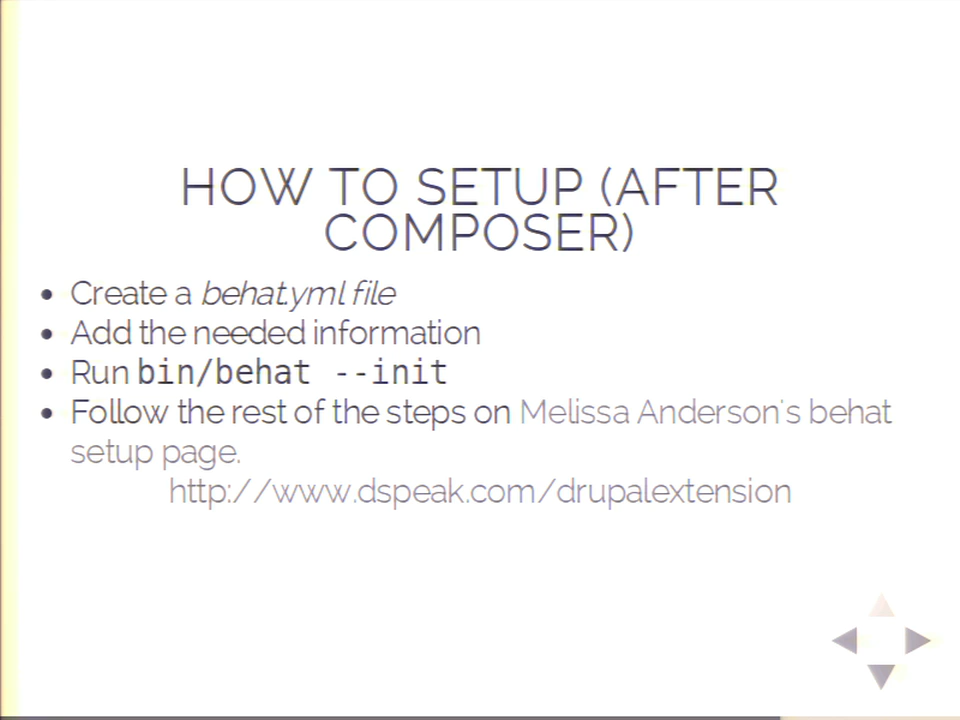 HOW TO SETUP (AFTER
COMPOSER)
Create a behat.yml file
Add the needed information
Run bin/behat --init
Follow the rest of the steps on Melissa Anderson's behat
setup page.
http://www.dspeak.com/drupalextension